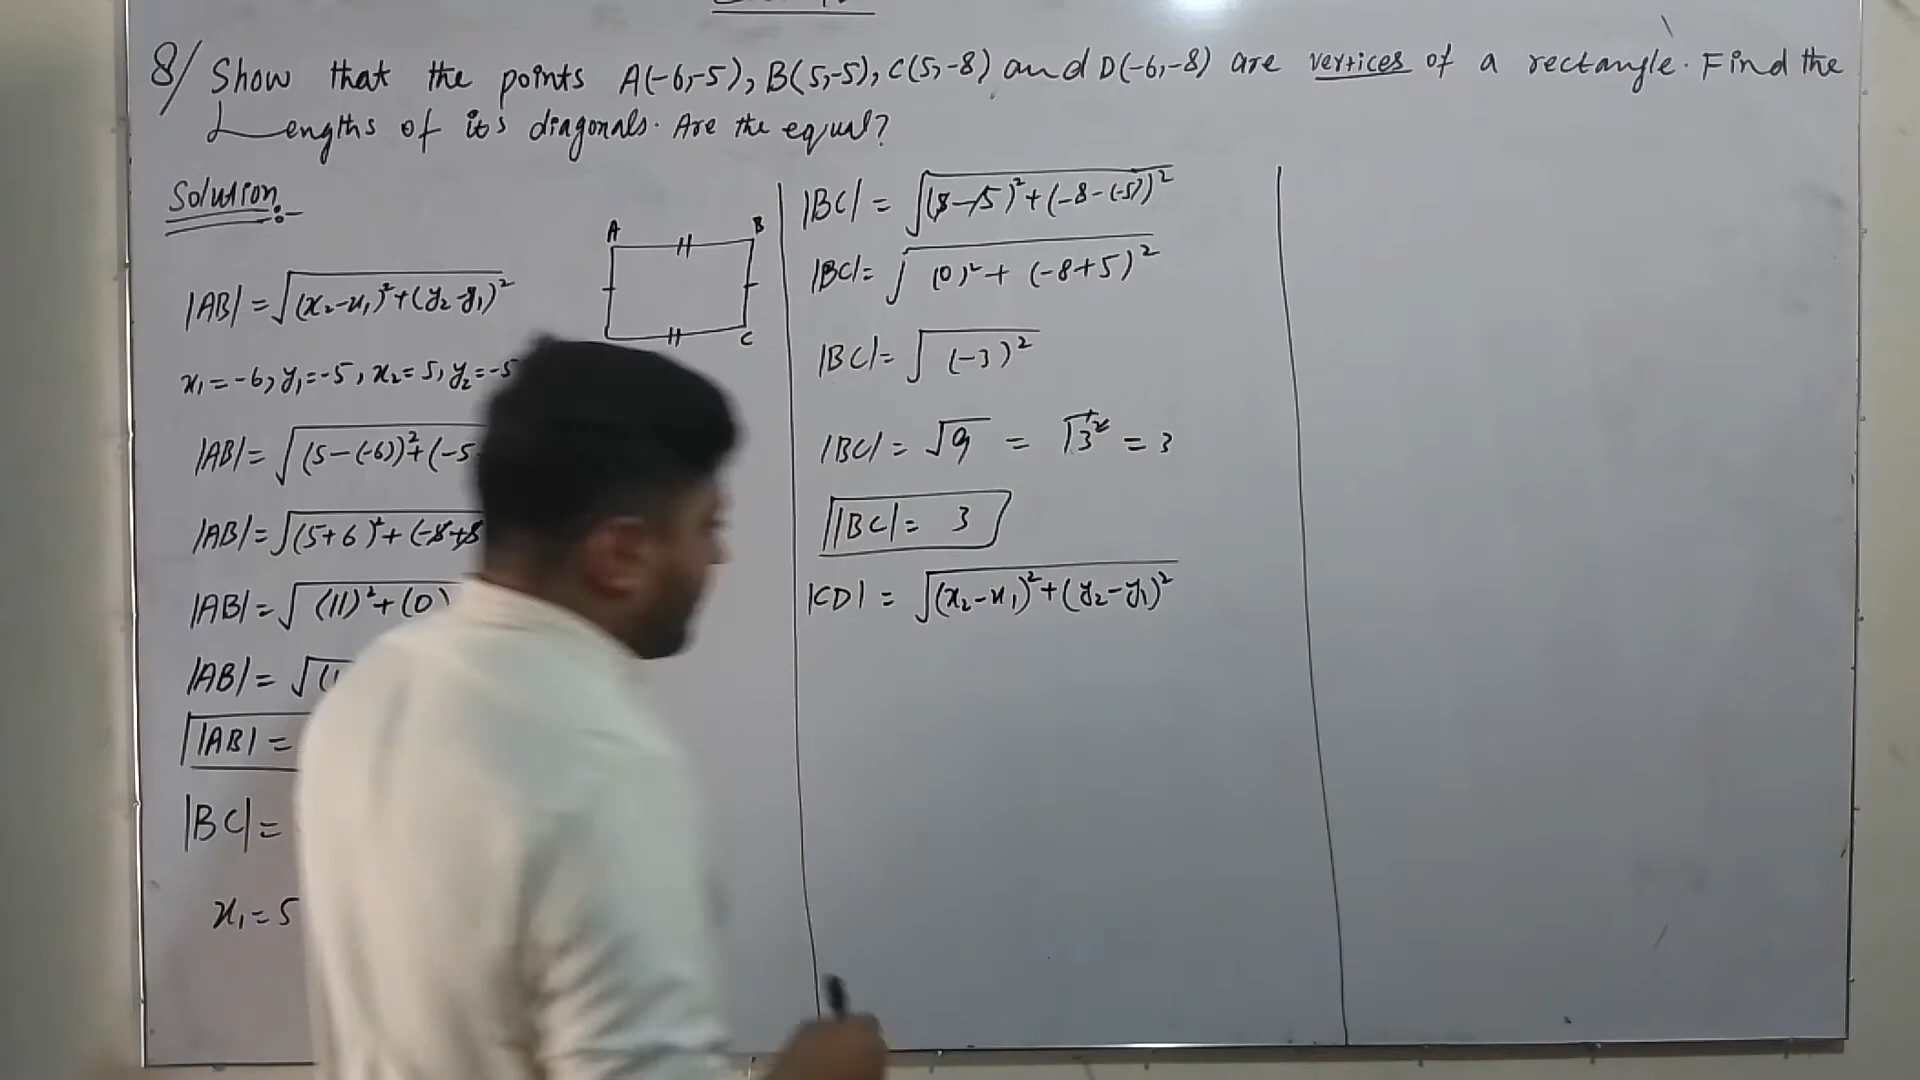 8/ Show that the points A(-6,-5), B(5,-5), C(5,-8) and D(-6,-8) are vertices of a rectangle. Find the
Lengths of its diagonals. Are the equal?
Solution:-
A B
C
|AB| = √(x₂-x₁)²+(y₂-y₁)²
x₁=-6, y₁=-5, x₂=5, y₂=-5
|AB|= √(5-(-6))²+(-5
|AB|=√(5+6)²+(-5+5
|AB|=√(11)²+(0)
|AB|= √(
|AB| =
|BC|=
x₁=5
|BC| = √(5-5)²+(-8-(-5))²
|BC|= √(0)²+(-8+5)²
|BC|= √(-3)²
|BC| = √9 = √3² = 3
|BC|= 3
|CD| = √(x₂-x₁)²+(y₂-y₁)²